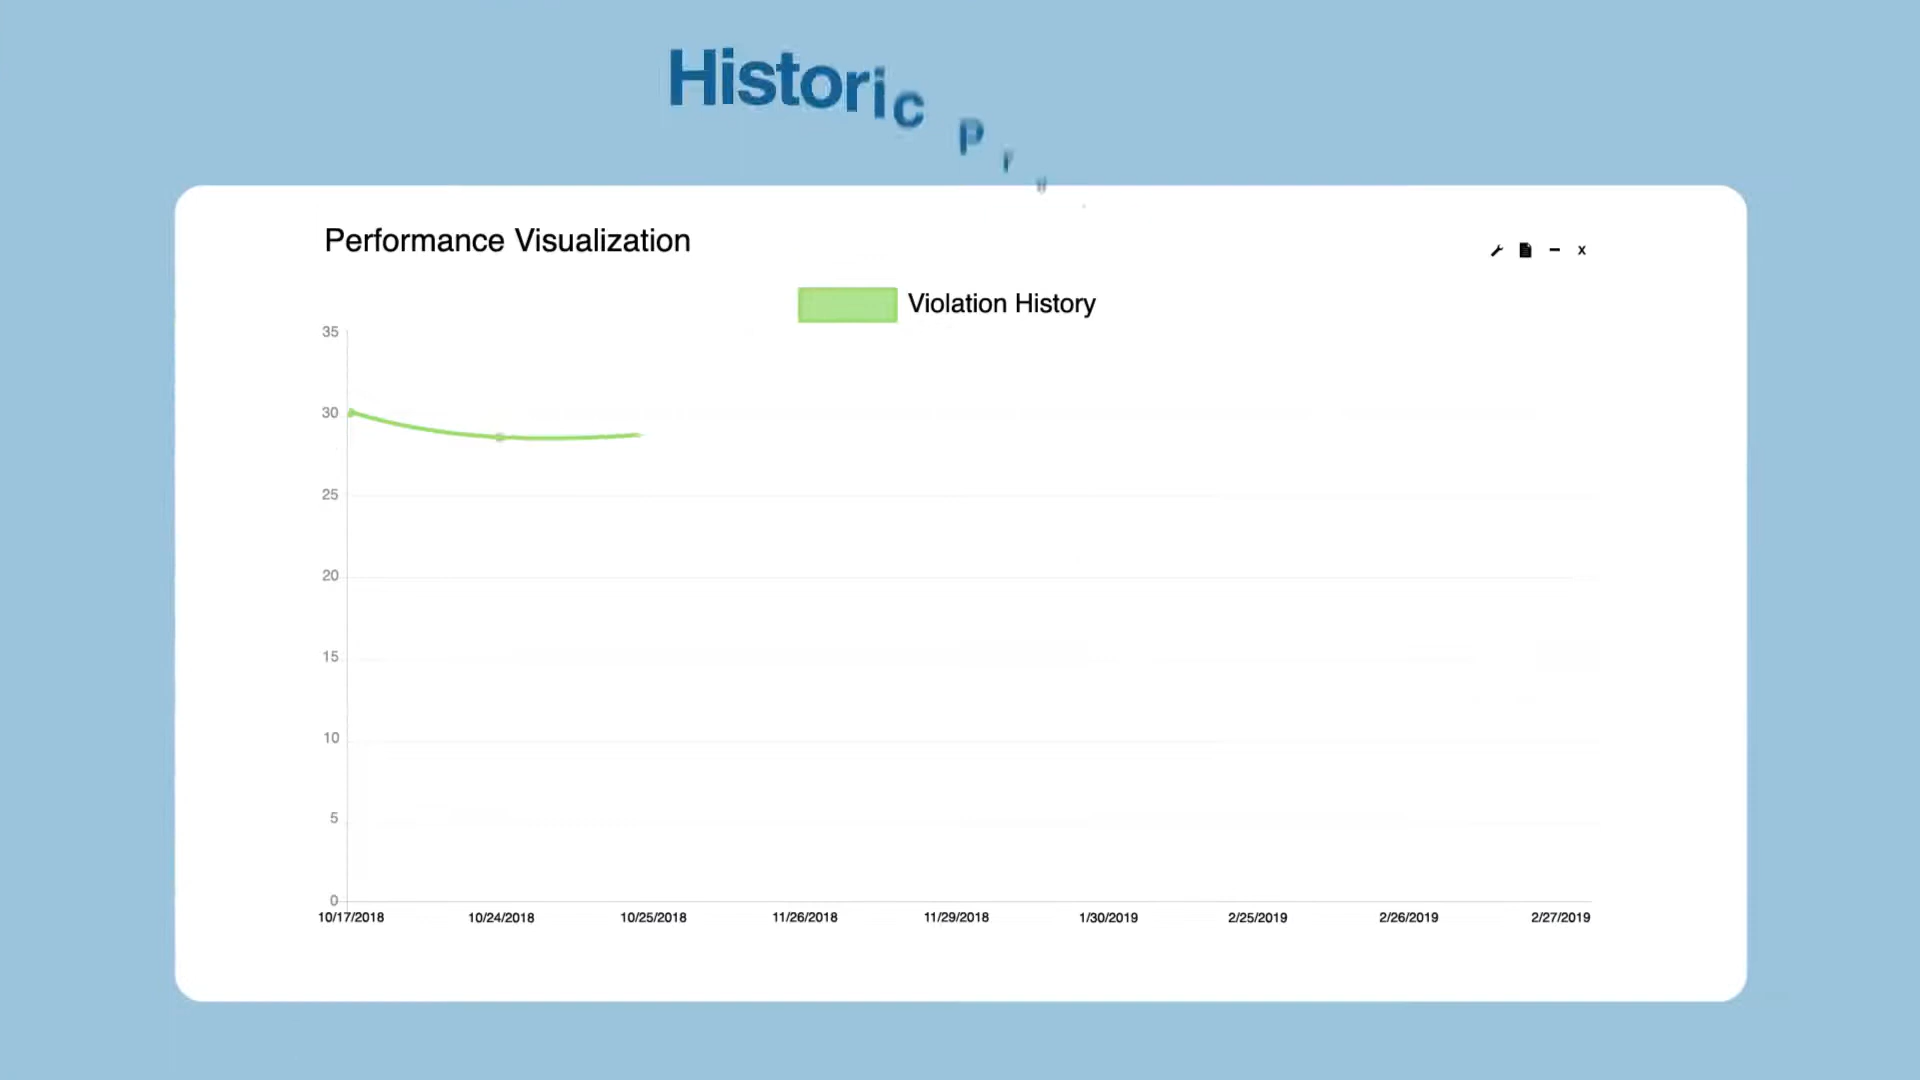 Historic Pr
Performance Visualization
x
Violation History
35
30
25
20
15
10
5
0
10/17/2018 10/24/2018 10/25/2018 11/26/2018 11/29/2018 1/30/2019 2/25/2019 2/26/2019 2/27/2019